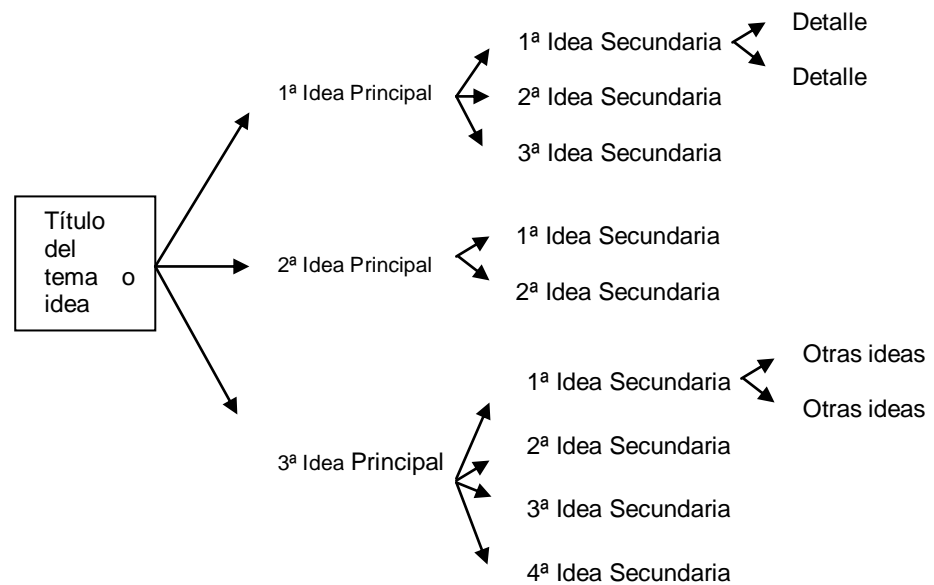 Título
del
tema o
idea
1ª Idea Principal
1ª Idea Secundaria
Detalle
Detalle
2ª Idea Secundaria
3ª Idea Secundaria
2ª Idea Principal
1ª Idea Secundaria
2ª Idea Secundaria
3ª Idea Principal
1ª Idea Secundaria
Otras ideas
Otras ideas
2ª Idea Secundaria
3ª Idea Secundaria
4ª Idea Secundaria